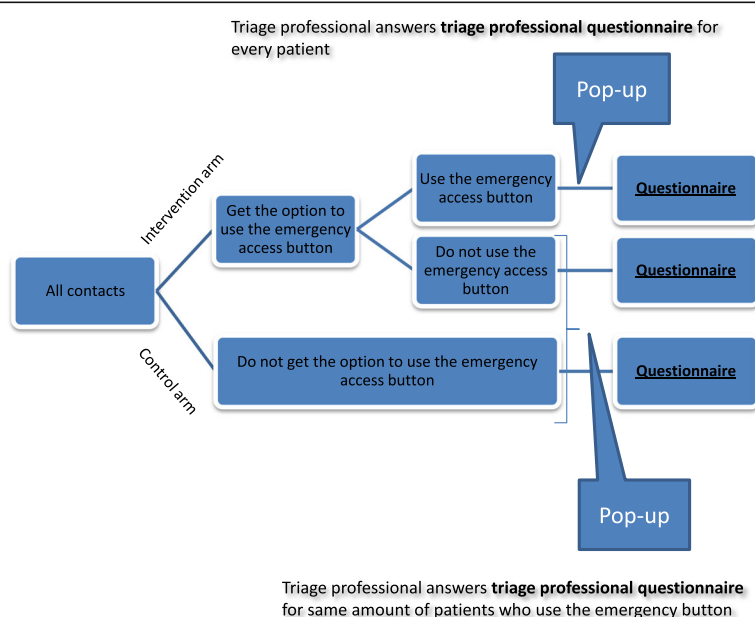 Triage professional answers triage professional questionnaire for
every patient
Pop-up
Intervention arm
Use the emergency
access button
Questionnaire
Get the option to
use the emergency
access button
Do not use the
emergency access
button
Questionnaire
All contacts
Control arm
Do not get the option to use the emergency
access button
Questionnaire
Pop-up
Triage professional answers triage professional questionnaire
for same amount of patients who use the emergency button